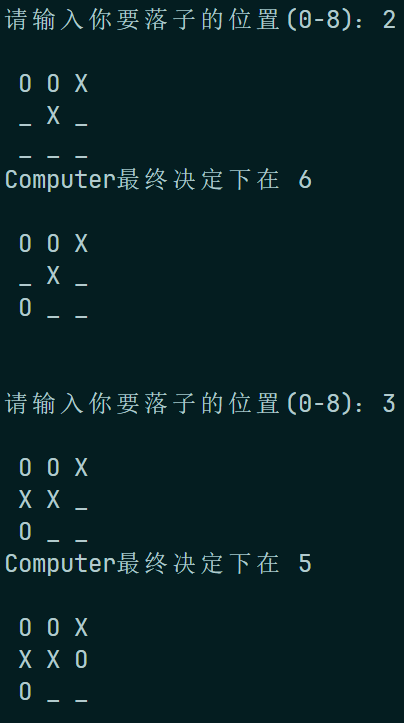 请输入你要落子的位置(0-8)：2
O O X
_ X _
_ _ _
Computer最终决定下在 6
O O X
_ X _
O _ _
请输入你要落子的位置(0-8)：3
O O X
X X _
O _ _
Computer最终决定下在 5
O O X
X X O
O _ _